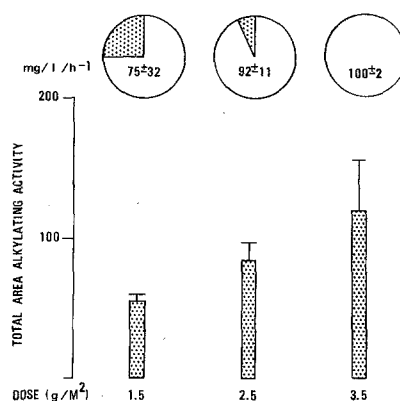 mg/l/h-1 75±32 92±11 100±2
200
100
TOTAL AREA ALKYLATING ACTIVITY
DOSE (g/M²) 1.5 2.5 3.5